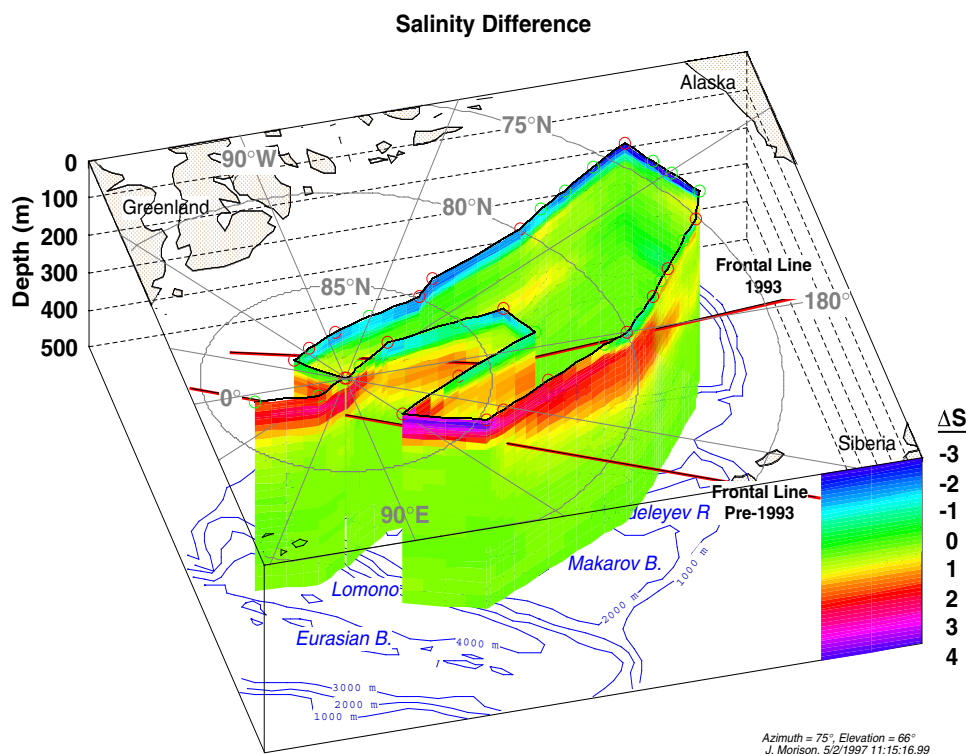 Salinity Difference
Alaska
75°N
90°W
0
100
200
300
400
500
Depth (m)
Greenland
80°N
85°N
Frontal Line
1993
180°
0°
ΔS
-3
-2
-1
0
1
2
3
4
Siberia
Frontal Line
Pre-1993
90°E
deleyev R
Makarov B.
1000 m
2000 m
Lomono
Eurasian B.
4000 m
3000 m
2000 m
1000 m
Azimuth = 75°, Elevation = 66°
J. Morison, 5/2/1997 11:15:16.99